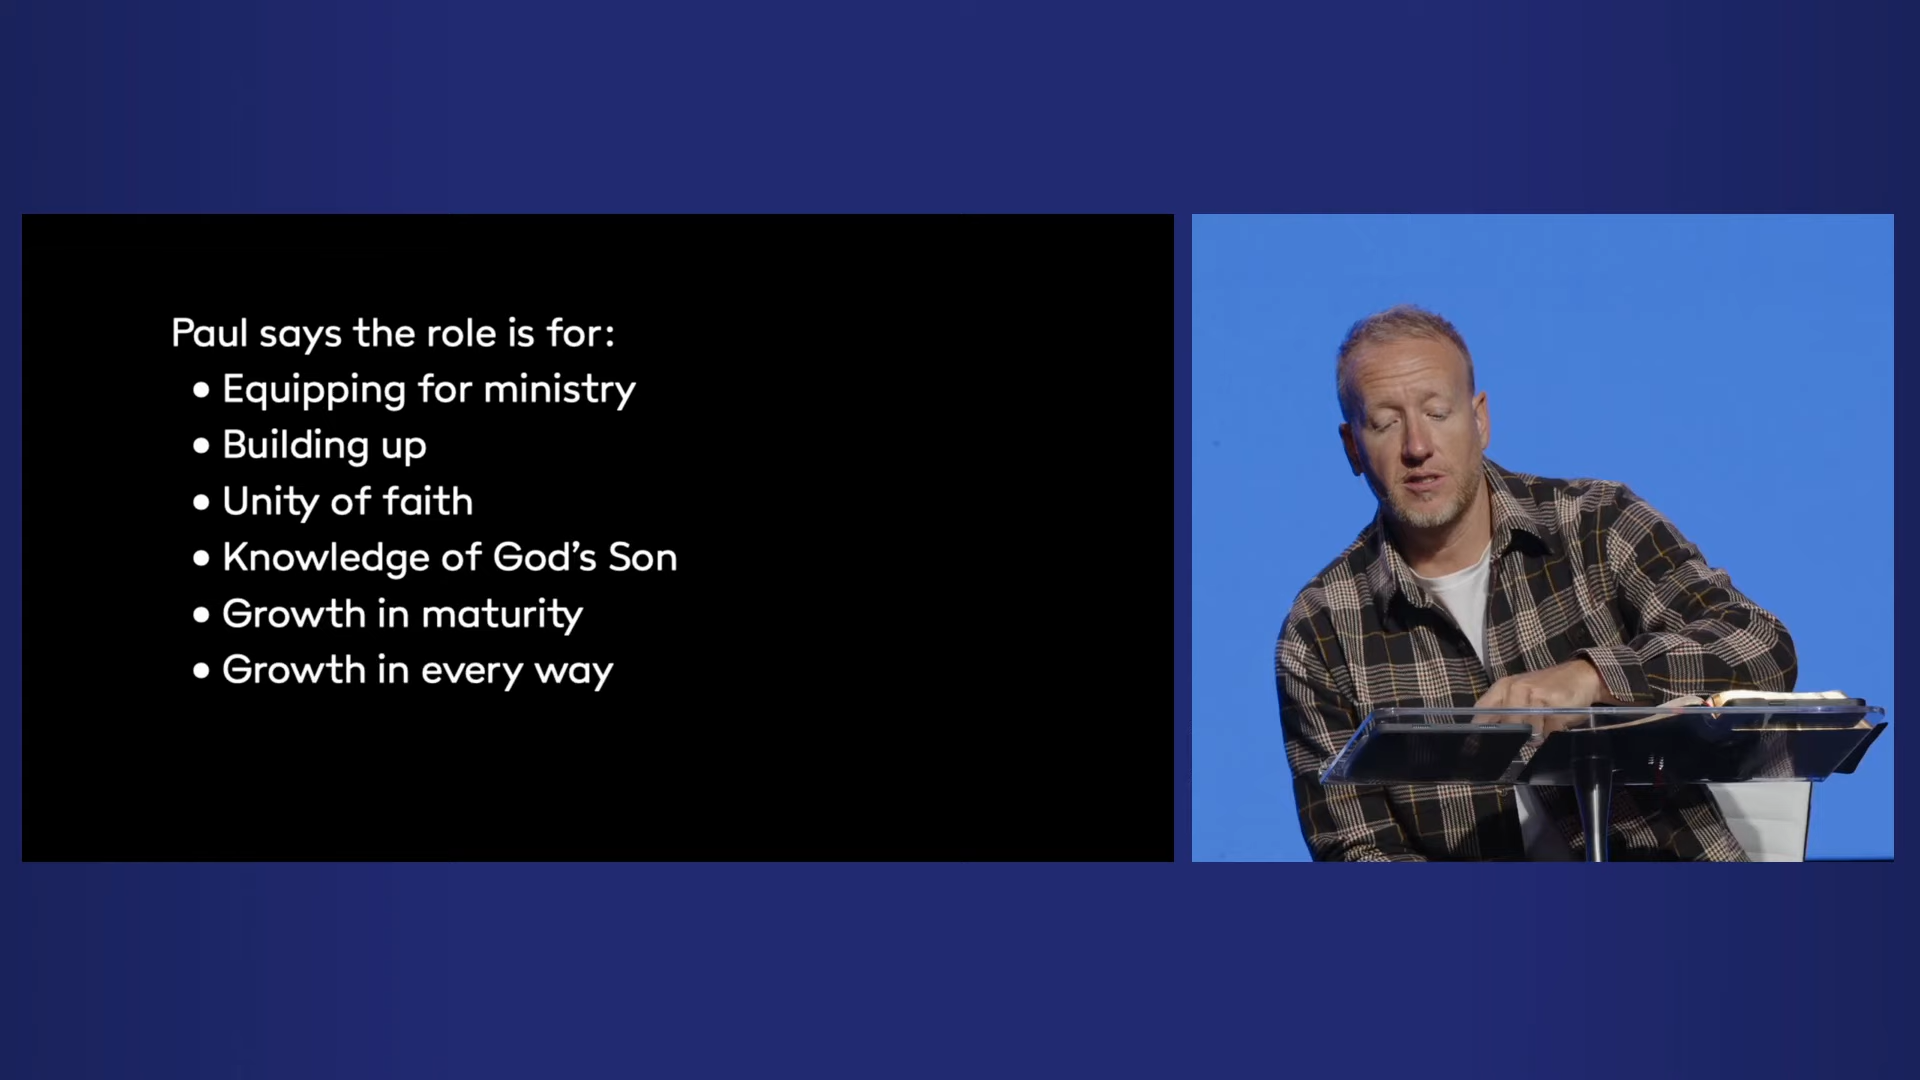 Paul says the role is for:
• Equipping for ministry
• Building up
• Unity of faith
• Knowledge of God’s Son
• Growth in maturity
• Growth in every way